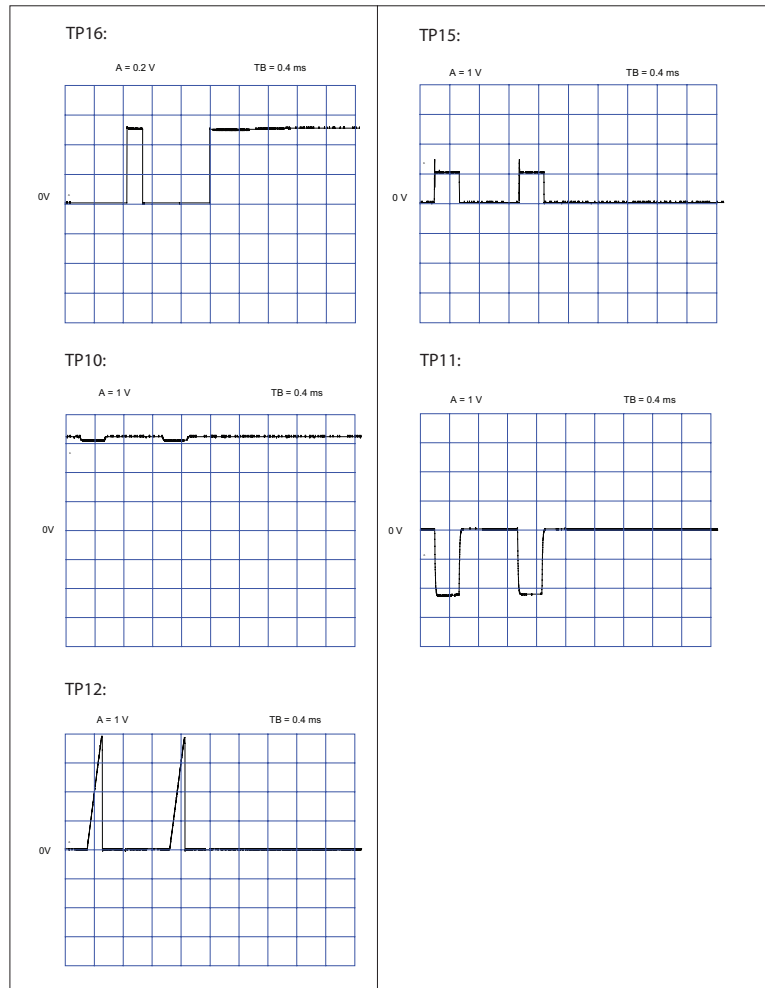 TP16:
A = 0.2 V TB = 0.4 ms
0V
TP15:
A = 1 V TB = 0.4 ms
0 V
TP10:
A = 1 V TB = 0.4 ms
0V
TP11:
A = 1 V TB = 0.4 ms
0 V
TP12:
A = 1 V TB = 0.4 ms
0V